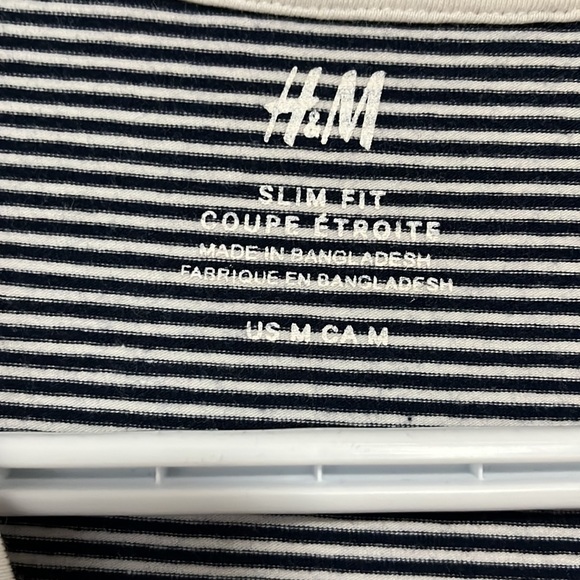 H&M
SLIM FIT
COUPE ÉTROITE
MADE IN BANGLADESH
FABRIQUE EN BANGLADESH
US M CA M